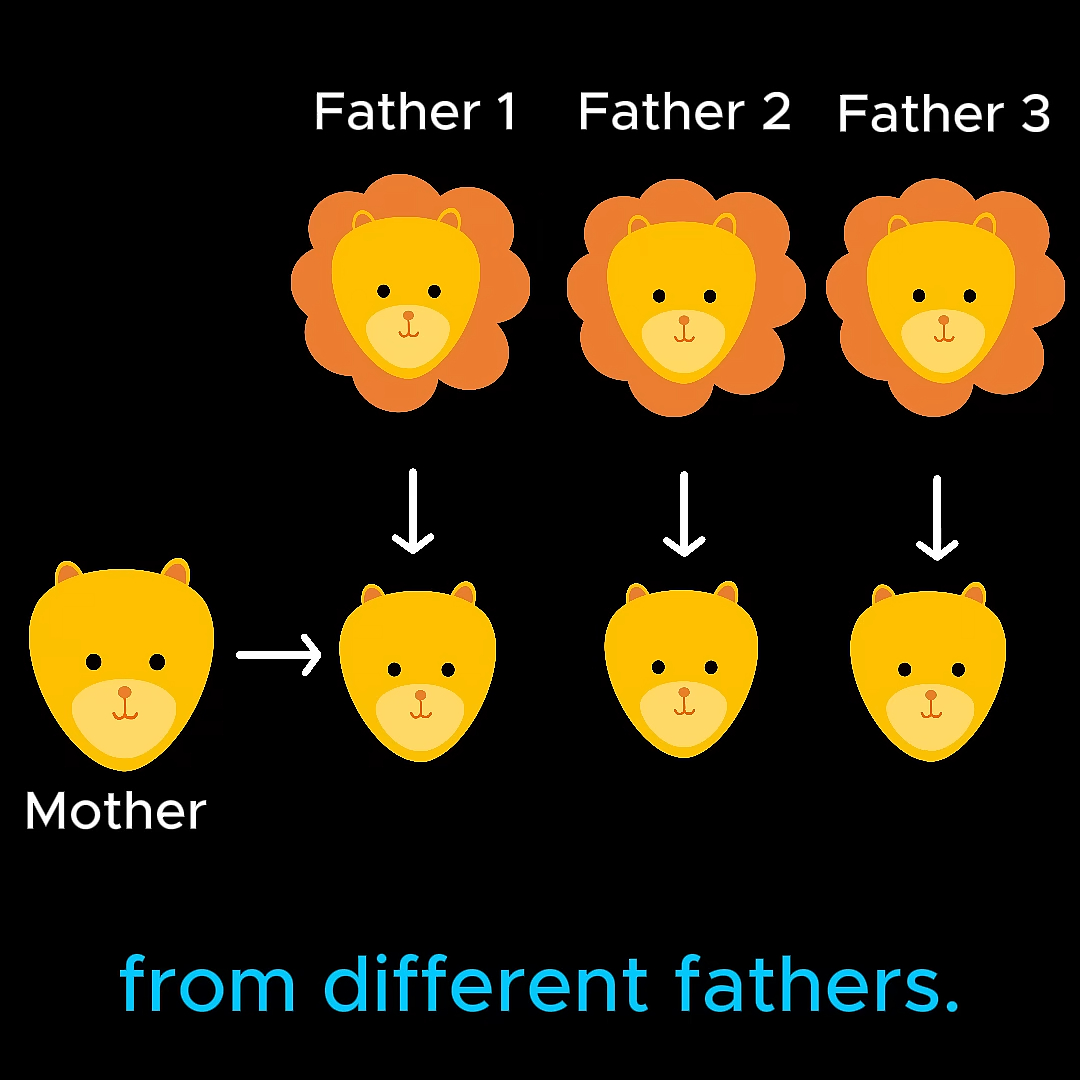 Father 1
Father 2
Father 3
Mother
from different fathers.